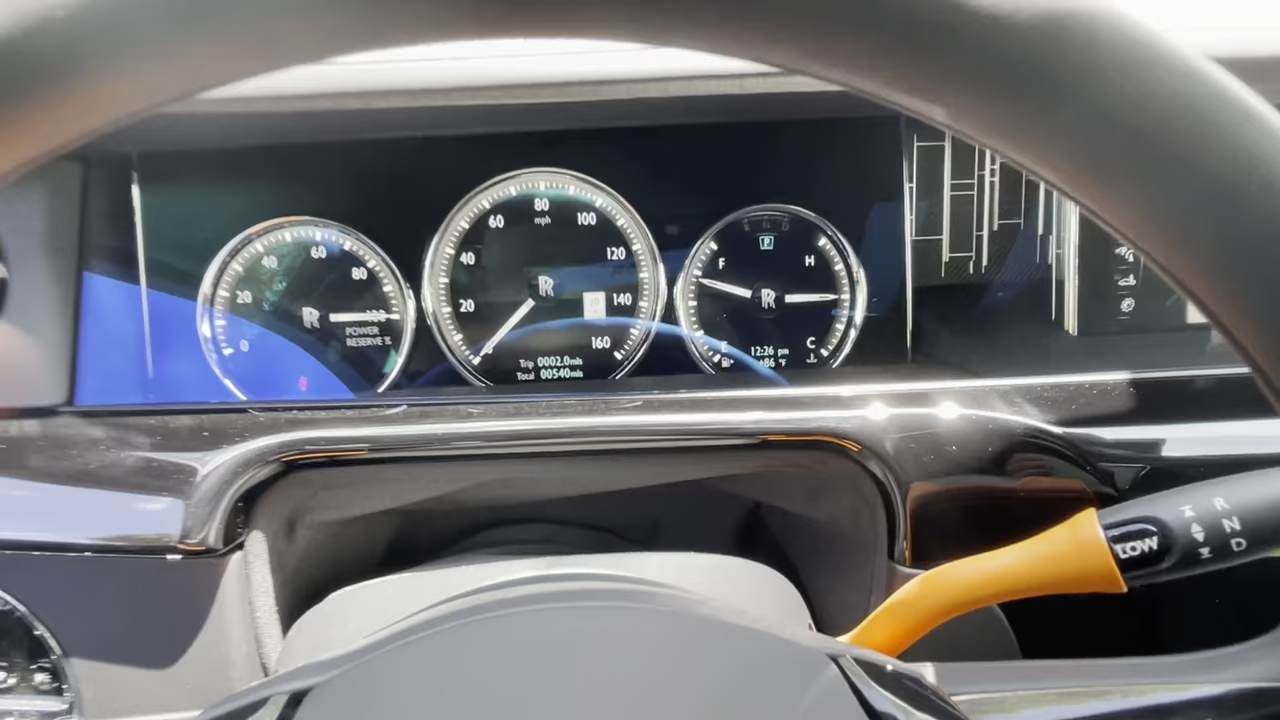 0
20
40
60
80
100
POWER
RESERVE %
20
40
60
80
mph
100
120
140
160
Trip 0002.0mls
Total 00540mls
P
F
H
E
C
12:26 pm
+86 °F
LOW
R
N
D